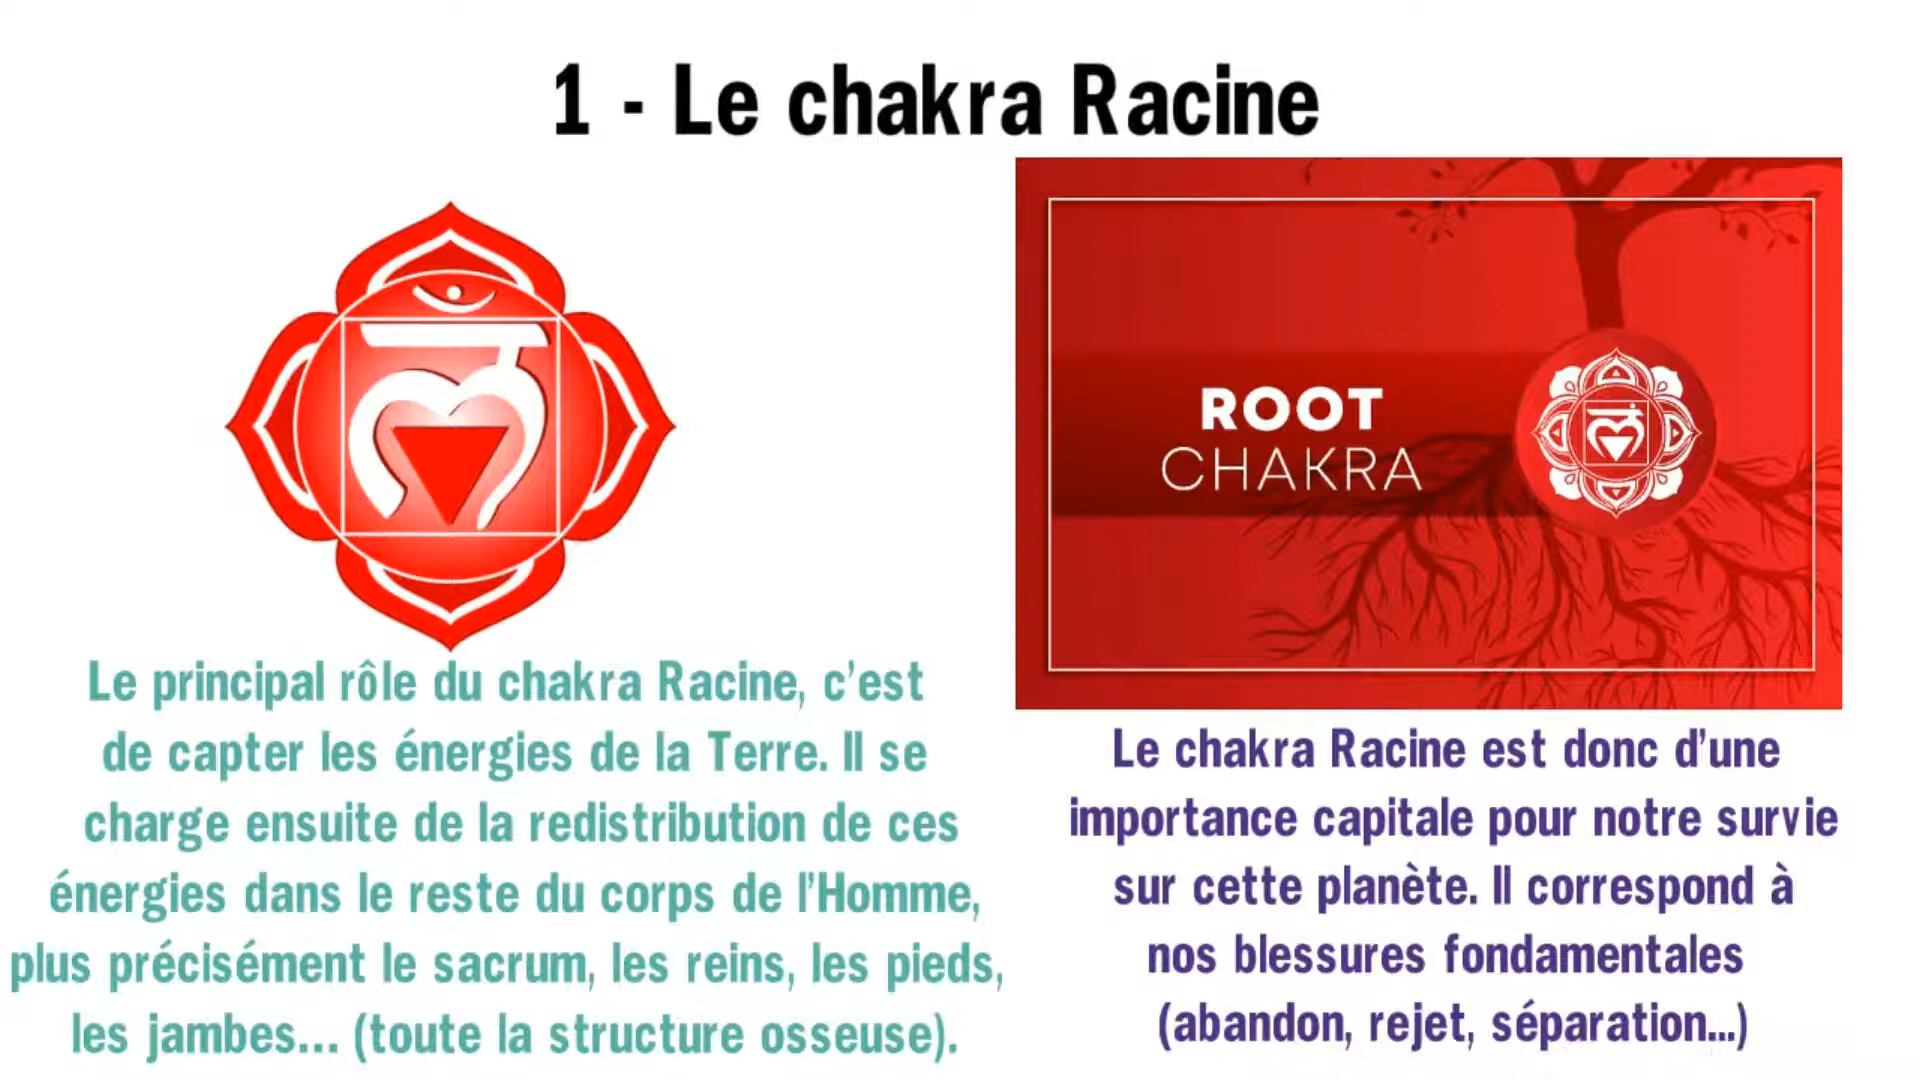 1 - Le chakra Racine
ROOT
CHAKRA
Le principal rôle du chakra Racine, c'est
de capter les énergies de la Terre. Il se
charge ensuite de la redistribution de ces
énergies dans le reste du corps de l'Homme,
plus précisément le sacrum, les reins, les pieds,
les jambes... (toute la structure osseuse).
Le chakra Racine est donc d'une
importance capitale pour notre survie
sur cette planète. Il correspond à
nos blessures fondamentales
(abandon, rejet, séparation...)